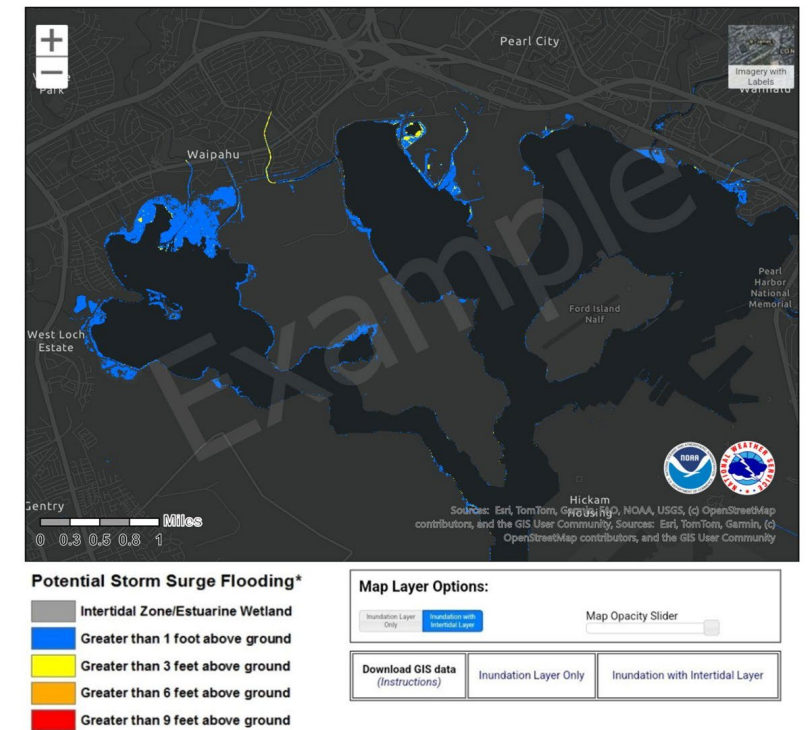 +
−
Pearl City
Imagery with
Labels
Park
Waipahu
Example
Pearl
Harbor
National
Memorial
Ford Island
Nalf
West Loch
Estate
NOAA
NATIONAL WEATHER SERVICE
Hickam
Housing
Gentry
Miles
0 0.3 0.5 0.8 1
Sources: Esri, TomTom, Garmin, FAO, NOAA, USGS, (c) OpenStreetMap
contributors, and the GIS User Community, Sources: Esri, TomTom, Garmin, (c)
OpenStreetMap contributors, and the GIS User Community
Potential Storm Surge Flooding*
Intertidal Zone/Estuarine Wetland
Greater than 1 foot above ground
Greater than 3 feet above ground
Greater than 6 feet above ground
Greater than 9 feet above ground
Map Layer Options:
Inundation Layer
Only
Inundation with
Intertidal Layer
Map Opacity Slider
Download GIS data
(Instructions)
Inundation Layer Only
Inundation with Intertidal Layer